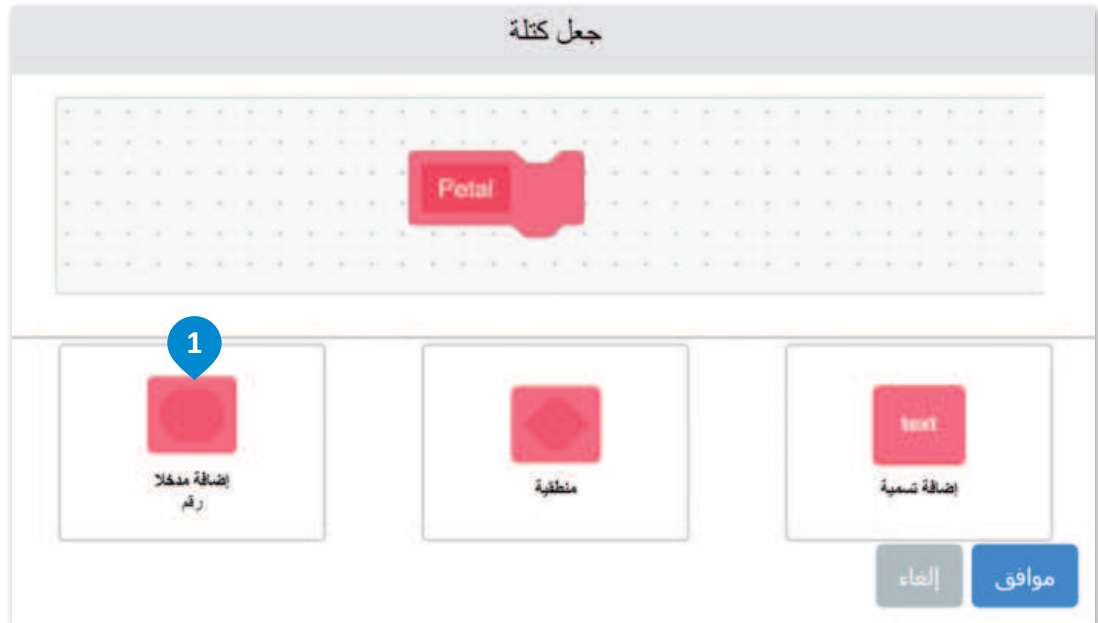 جعل كتلة
Petal
1
text
إضافة تسمية
منطقية
إضافة مدخلا
رقم
موافق
إلغاء